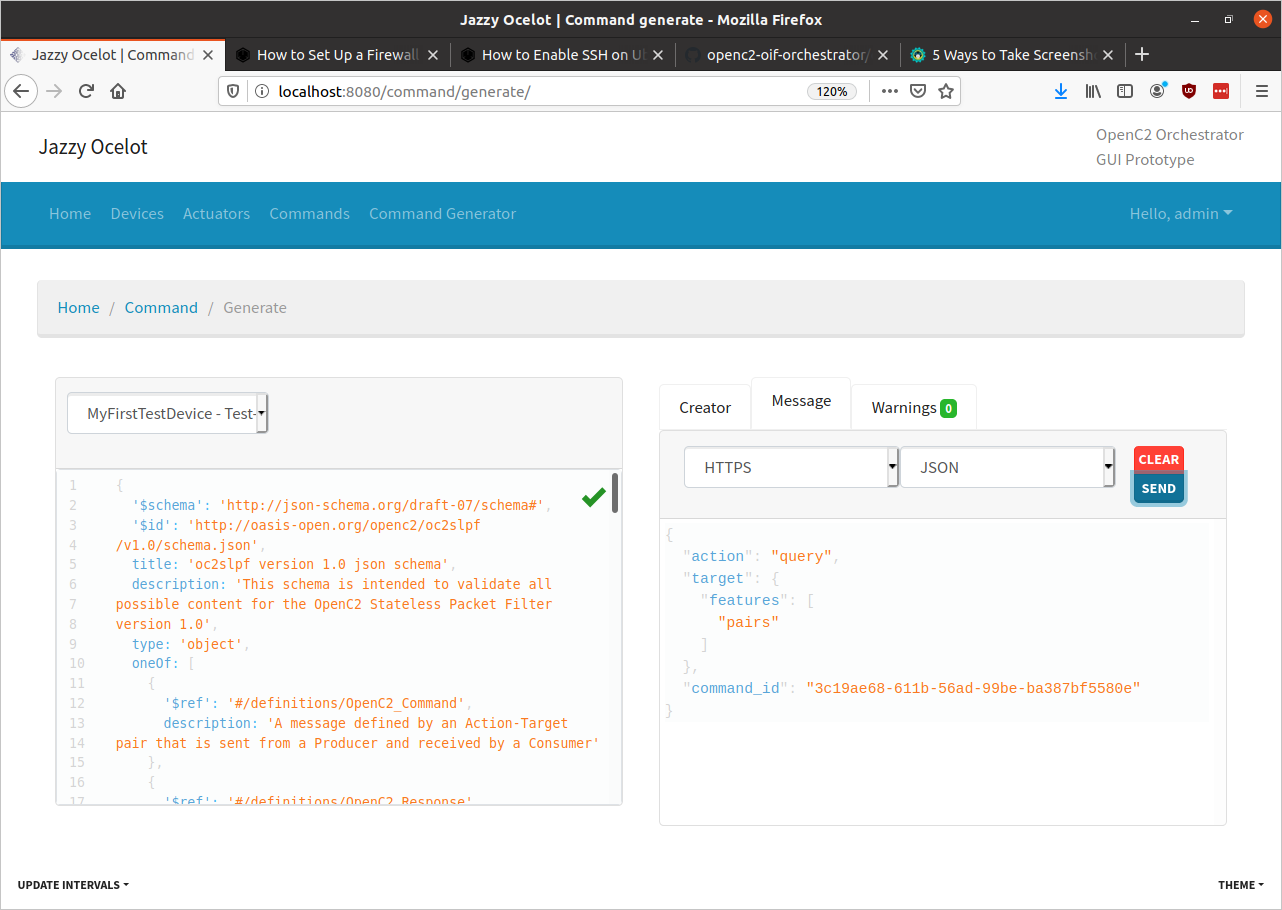 Jazzy Ocelot | Command generate - Mozilla Firefox
Jazzy Ocelot | Command
How to Set Up a Firewall
How to Enable SSH on U
openc2-oif-orchestrator/
5 Ways to Take Screensh
localhost:8080/command/generate/
120%
Jazzy Ocelot
OpenC2 Orchestrator
GUI Prototype
Home
Devices
Actuators
Commands
Command Generator
Hello, admin
Home / Command / Generate
MyFirstTestDevice - Test-
1 {
2 '$schema': 'http://json-schema.org/draft-07/schema#',
3 '$id': 'http://oasis-open.org/openc2/oc2slpf
4 /v1.0/schema.json',
5 title: 'oc2slpf version 1.0 json schema',
6 description: 'This schema is intended to validate all
7 possible content for the OpenC2 Stateless Packet Filter
8 version 1.0',
9 type: 'object',
10 oneOf: [
11 {
12 '$ref': '#/definitions/OpenC2_Command',
13 description: 'A message defined by an Action-Target
14 pair that is sent from a Producer and received by a Consumer'
15 },
16 {
17 '$ref': '#/definitions/OpenC2_Response',
Creator
Message
Warnings 0
HTTPS
JSON
CLEAR
SEND
{
"action": "query",
"target": {
"features": [
"pairs"
]
},
"command_id": "3c19ae68-611b-56ad-99be-ba387bf5580e"
}
UPDATE INTERVALS
THEME